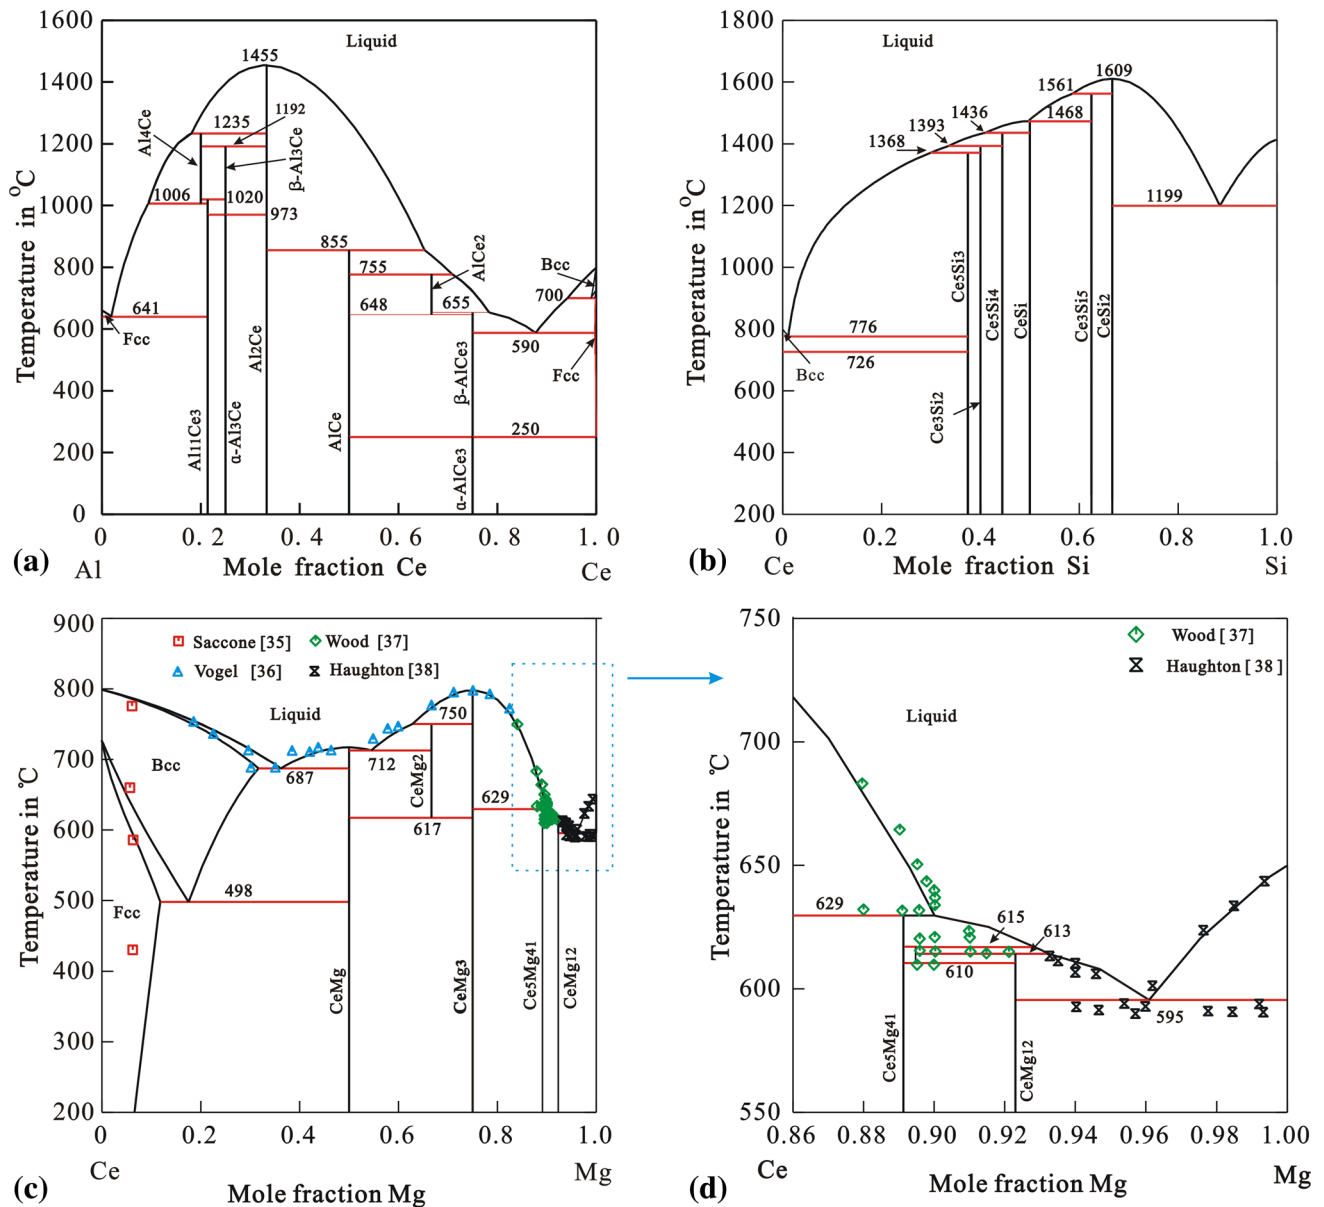 1600
1400
1200
1000
800
600
400
200
0
Temperature in °C
Liquid
1455
1235
1192
Al4Ce
β-Al3Ce
1006
1020
973
855
755
AlCe2
Bcc
700
641
648
655
Fcc
590
Fcc
Al2Ce
β-AlCe3
Al11Ce3
α-Al3Ce
AlCe
250
α-AlCe3
0 0.2 0.4 0.6 0.8 1.0
(a)
Al
Mole fraction Ce
Ce
1800
1600
1400
1200
1000
800
600
400
200
Temperature in °C
Liquid
1609
1561
1468
1436
1393
1368
1199
Ce5Si3
Ce5Si4
CeSi
Ce3Si5
CeSi2
776
726
Bcc
Ce3Si2
0 0.2 0.4 0.6 0.8 1.0
(b)
Ce
Mole fraction Si
Si
900
800
700
600
500
400
300
200
Temperature in ℃
Saccone [35]
Wood [37]
Vogel [36]
Haughton [38]
Liquid
750
Bcc
687
712
CeMg2
629
617
498
Fcc
CeMg
CeMg3
Ce5Mg41
CeMg12
0 0.2 0.4 0.6 0.8 1.0
Ce
Mg
(c)
Mole fraction Mg
750
700
650
600
550
Temperature in ℃
Wood [ 37]
Haughton [ 38 ]
Liquid
629
615
613
610
595
Ce5Mg41
CeMg12
0.86 0.88 0.90 0.92 0.94 0.96 0.98 1.00
Ce
Mg
(d)
Mole fraction Mg